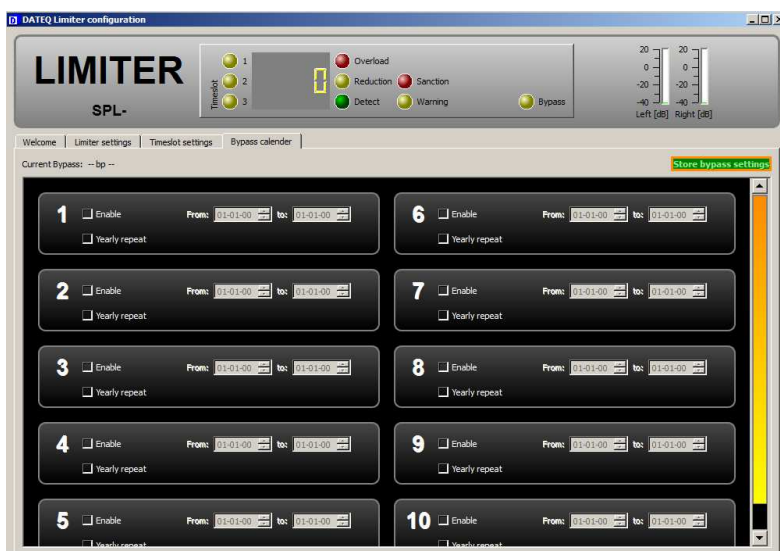 DATEQ Limiter configuration
LIMITER
SPL-
Timeslot
1
2
3
0
Overload
Reduction
Sanction
Detect
Warning
Bypass
20 20
0 0
-20 -20
-40 -40
Left [dB] Right [dB]
Welcome Limiter settings Timeslot settings Bypass calender
Current Bypass: -- bp --
Store bypass settings
1 Enable From: 01-01-00 to: 01-01-00
Yearly repeat
6 Enable From: 01-01-00 to: 01-01-00
Yearly repeat
2 Enable From: 01-01-00 to: 01-01-00
Yearly repeat
7 Enable From: 01-01-00 to: 01-01-00
Yearly repeat
3 Enable From: 01-01-00 to: 01-01-00
Yearly repeat
8 Enable From: 01-01-00 to: 01-01-00
Yearly repeat
4 Enable From: 01-01-00 to: 01-01-00
Yearly repeat
9 Enable From: 01-01-00 to: 01-01-00
Yearly repeat
5 Enable From: 01-01-00 to: 01-01-00
Yearly repeat
10 Enable From: 01-01-00 to: 01-01-00
Yearly repeat